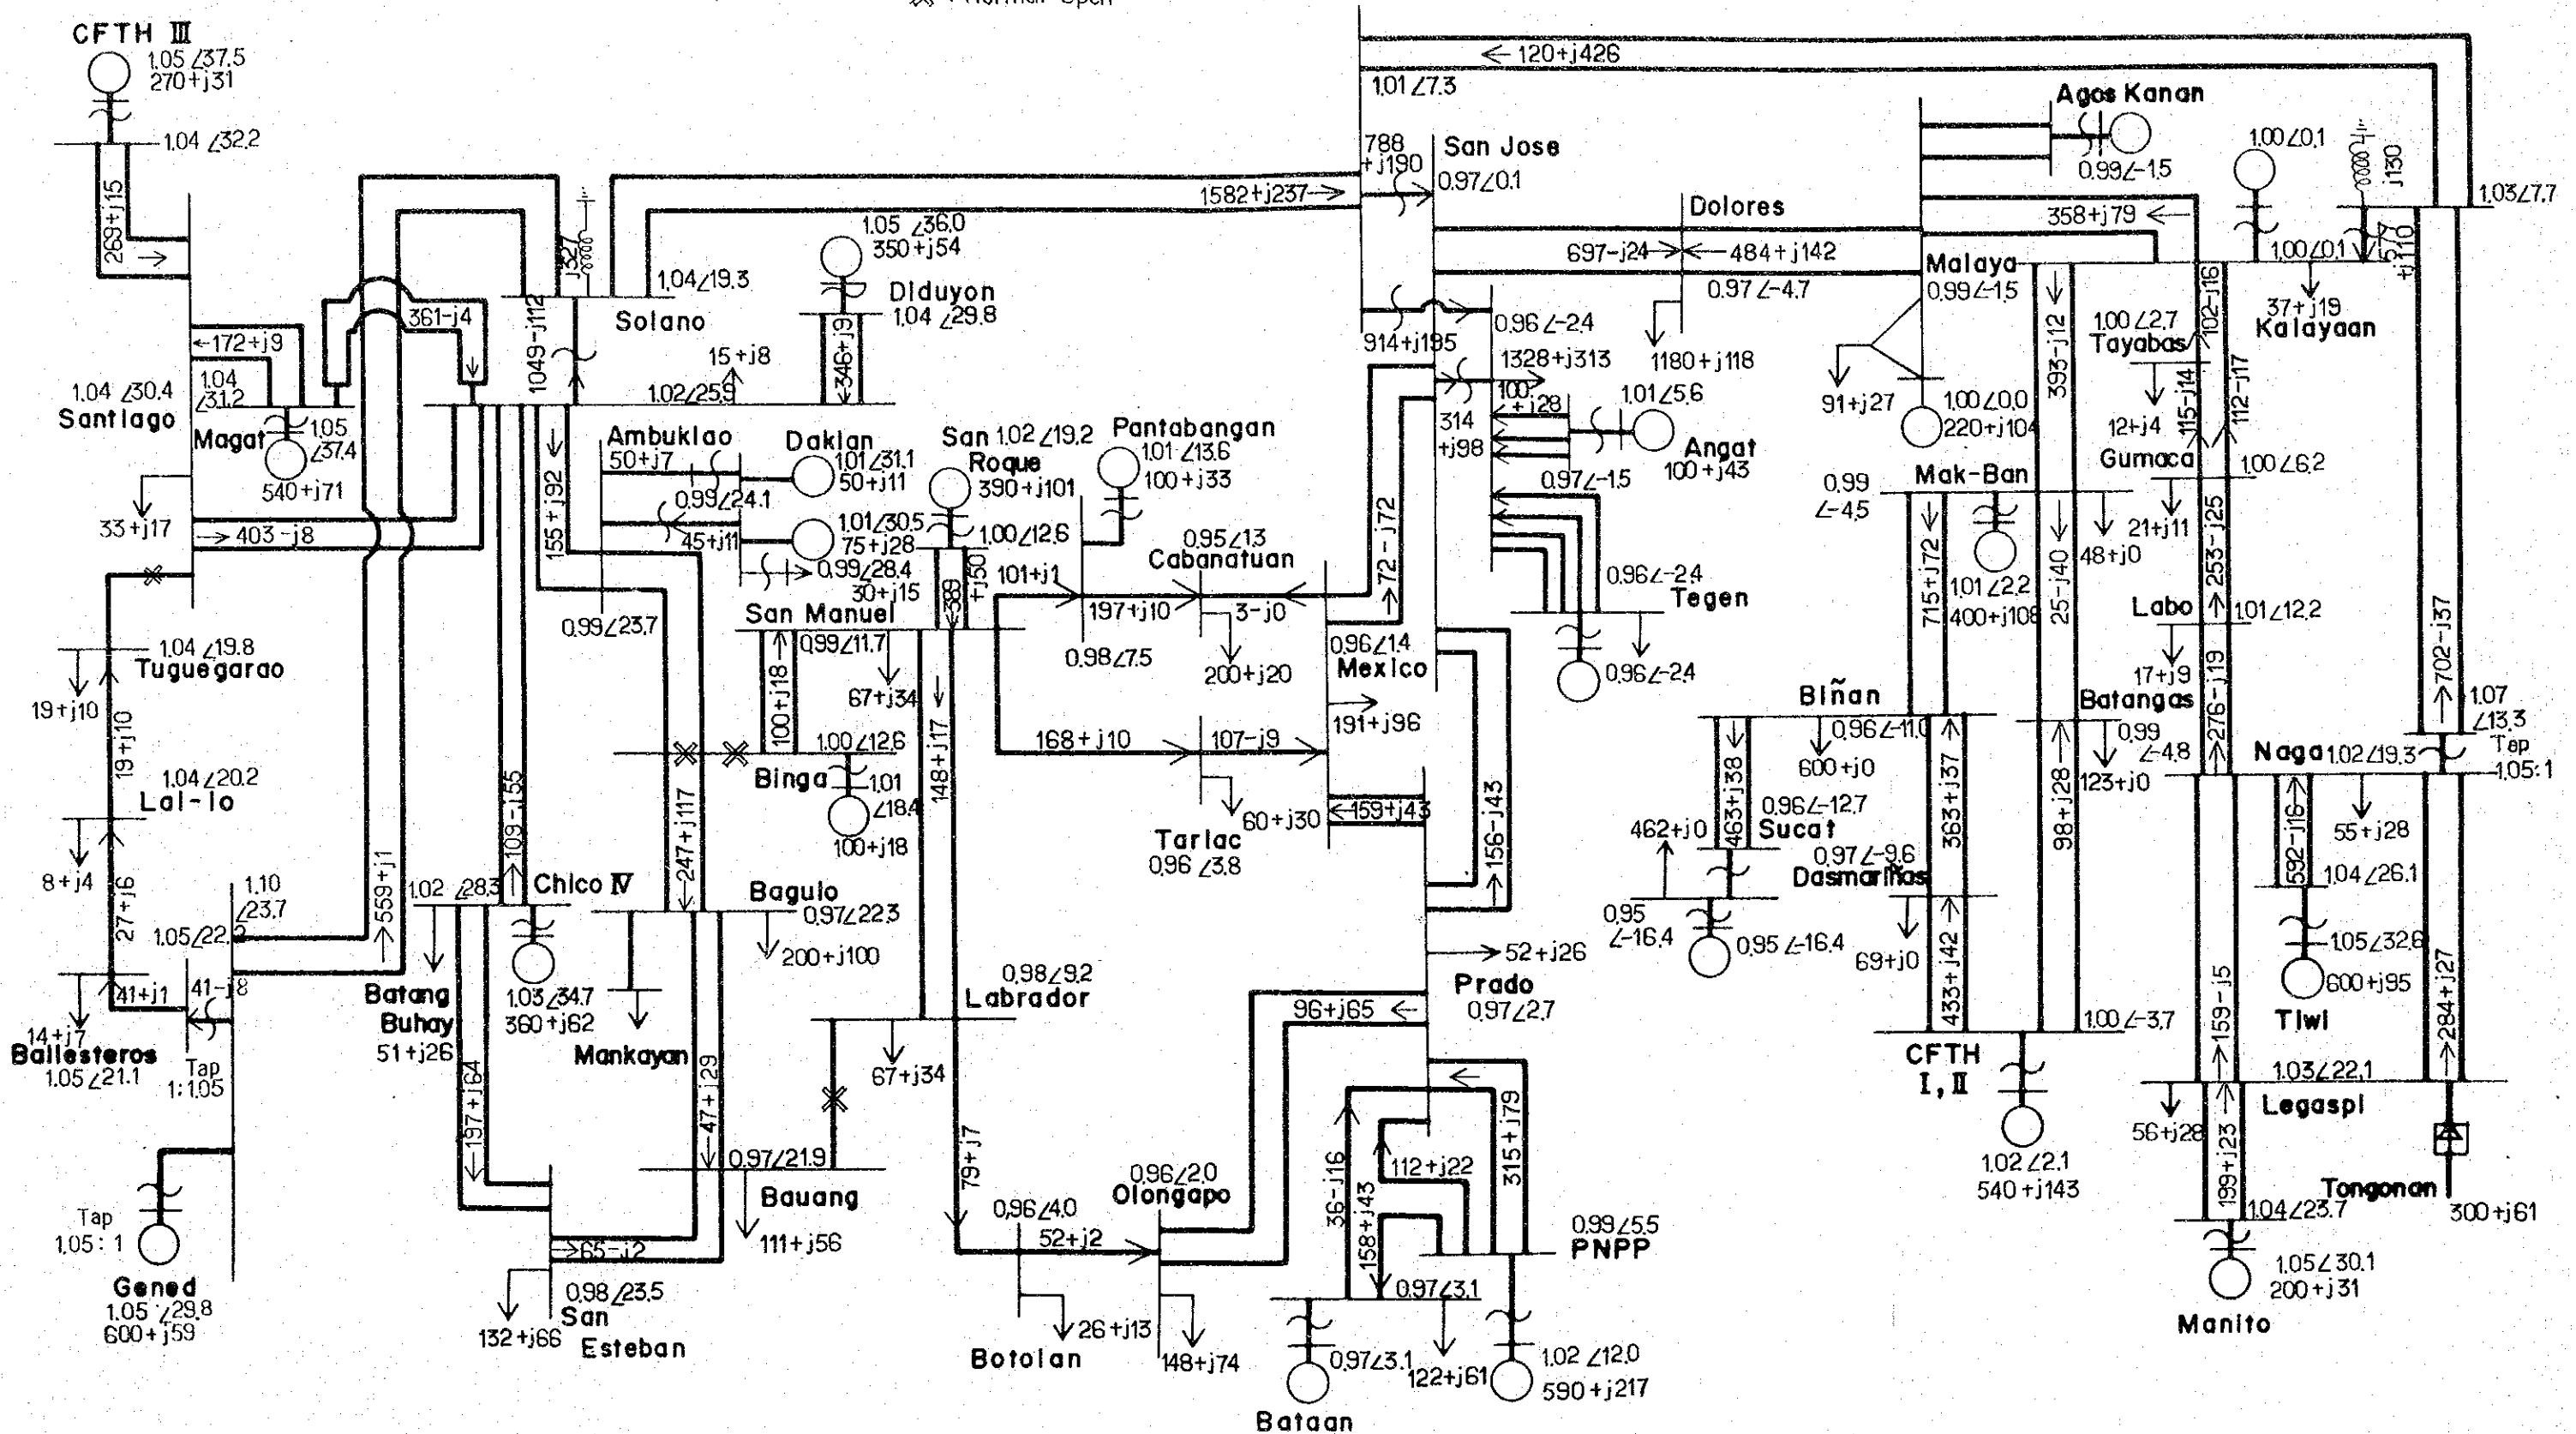 CFTH III
1.05 ∠37.5
270+j31
1.04 ∠32.2
269+j15
120+j426
1.01 ∠7.3
788
+j190
San Jose
0.97∠0.1
1582+j237
Agos Kanan
0.99∠-1.5
1.00∠0.1
j130
1.03∠7.7
577
+j110
358+j79
1.00∠0.1
37+j19
Kalayaan
Dolores
697-j24
484+j142
0.97∠-4.7
1180+j118
Malaya
0.99∠-1.5
91+j27
1.00∠0.0
220+j104
393-j12
1.00∠2.7
Tayabas
102-j16
12+j4
115-j14
112-j17
Gumaca
1.00∠6.2
21+j11
253-j25
Labo
1.01∠12.2
17+j9
276-j19
702-j37
1.07
∠13.3
Tap
1.05:1
Naga 1.02∠19.3
592-j16
55+j28
1.04∠26.1
1.05∠32.6
600+j95
Tiwi
284+j27
159-j5
1.03∠22.1
Legaspi
56+j28
199+j23
1.04∠23.7
1.05∠30.1
200+j31
Manito
Tongonan
300+j61
Mak-Ban
0.99
∠-4.5
715+j72
1.01∠2.2
400+j108
25-j40
48+j0
Biñan
0.96∠-11.0
600+j0
463+j38
0.96∠-12.7
Sucat
462+j0
0.95
∠-16.4
0.95∠-16.4
363+j37
0.97∠-9.6
Dasmariñas
69+j0
433+j42
98+j28
Batangas
0.99
∠-4.8
123+j0
1.00∠-3.7
CFTH
I, II
1.02∠2.1
540+j143
j327
1.04∠19.3
Solano
1049-j112
1.05 ∠36.0
350+j54
Diduyon
1.04∠29.8
346+j9
15+j8
1.02∠25.9
361-j4
172+j9
1.04
∠31.2
1.04 ∠30.4
Santiago
Magat
1.05
∠37.4
540+j71
33+j17
403-j8
1.04∠19.8
Tuguegarao
19+j10
19+j10
1.04∠20.2
Lal-lo
8+j4
27+j6
14+j7
Ballesteros
1.05∠21.1
41+j1
41-j8
Tap
1:1.05
1.10
∠23.7
559+j1
Tap
1.05:1
Gened
1.05 ∠29.8
600+j59
155+j92
Ambuklao
50+j7
Daklan
1.01∠31.1
50+j11
0.99∠24.1
1.01∠30.5
75+j28
45+j11
0.99∠28.4
30+j15
0.99∠23.7
San 1.02∠19.2
Roque
390+j101
1.00∠12.6
389
+j50
Pantabangan
1.01∠13.6
100+j33
101+j1
0.95∠1.3
Cabanatuan
197+j10
3-j0
0.98∠7.5
200+j20
72-j72
0.96∠1.4
Mexico
191+j96
914+j195
0.96∠-2.4
1328+j313
100
+j28
314
+j98
1.01∠5.6
Angat
100+j43
0.97∠-1.5
0.96∠-2.4
Tegen
0.96∠-2.4
San Manuel
0.99∠11.7
100+j18
67+j34
148+j17
1.00∠12.6
Binga
1.01
∠18.4
100+j18
168+j10
107-j9
Tarlac
0.96∠3.8
60+j30
159+j43
156-j43
247+j117
109-j55
1.02∠28.3
Chico IV
1.03∠34.7
360+j62
Batang
Buhay
51+j26
Mankayan
Baguio
0.97∠22.3
200+j100
197+j64
47+j29
0.97∠21.9
Bauang
111+j56
65-j2
0.98∠23.5
San
Esteban
132+j66
0.98∠9.2
Labrador
67+j34
79+j7
0.96∠4.0
52+j2
Botolan
26+j13
0.96∠2.0
Olongapo
148+j74
96+j65
52+j26
Prado
0.97∠2.7
36-j16
112+j22
158+j43
315+j79
0.99∠5.5
PNPP
0.97∠3.1
0.97∠3.1
122+j61
1.02∠12.0
590+j217
Bataan